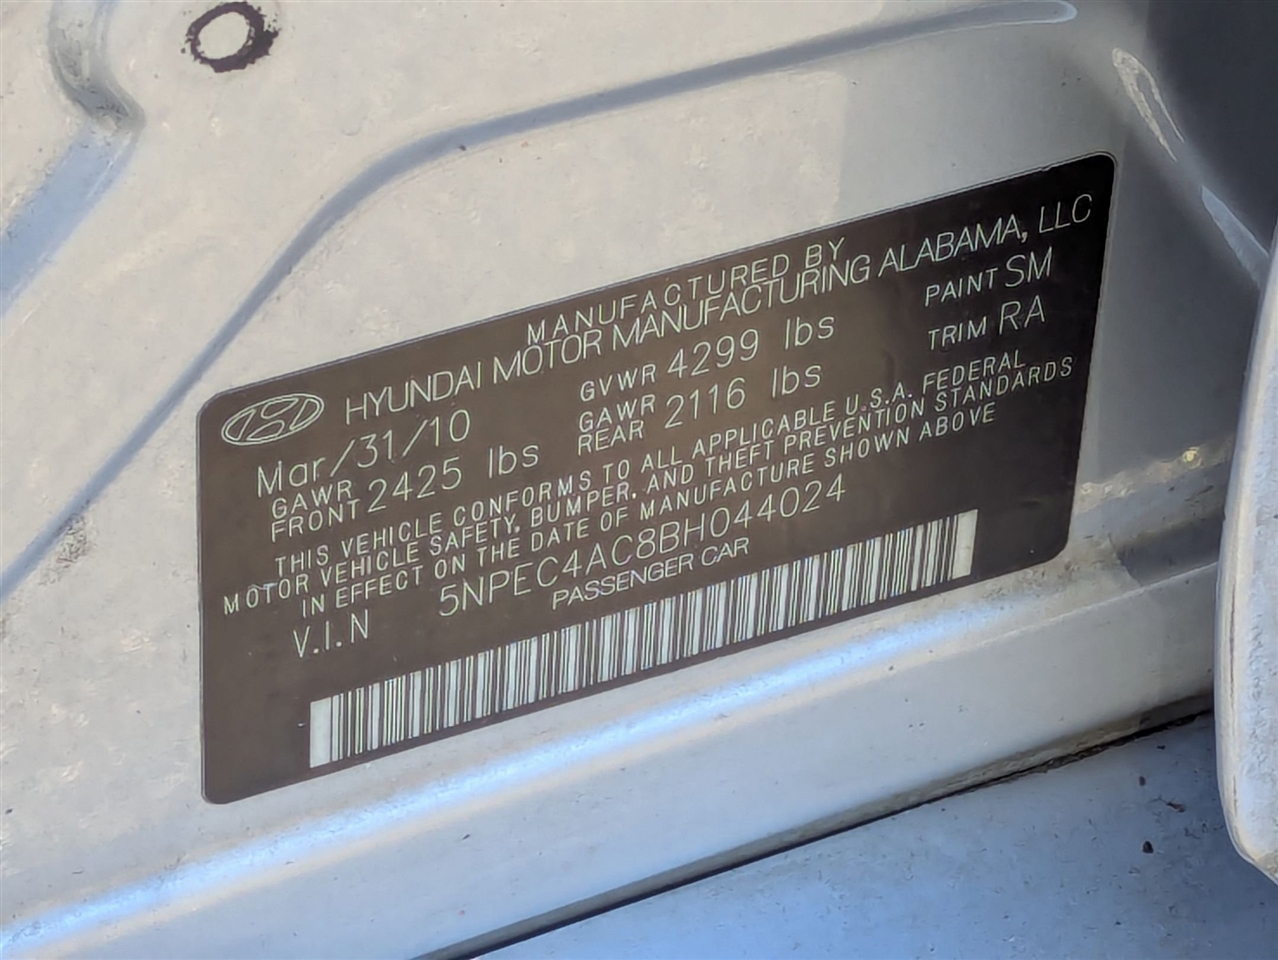 MANUFACTURED BY
HYUNDAI MOTOR MANUFACTURING ALABAMA, LLC
Mar/31/10 GVWR 4299 lbs PAINT SM
GAWR FRONT 2425 lbs GAWR REAR 2116 lbs TRIM RA
THIS VEHICLE CONFORMS TO ALL APPLICABLE U.S.A. FEDERAL
MOTOR VEHICLE SAFETY, BUMPER, AND THEFT PREVENTION STANDARDS
IN EFFECT ON THE DATE OF MANUFACTURE SHOWN ABOVE
V.I.N 5NPEC4AC8BH044024
PASSENGER CAR